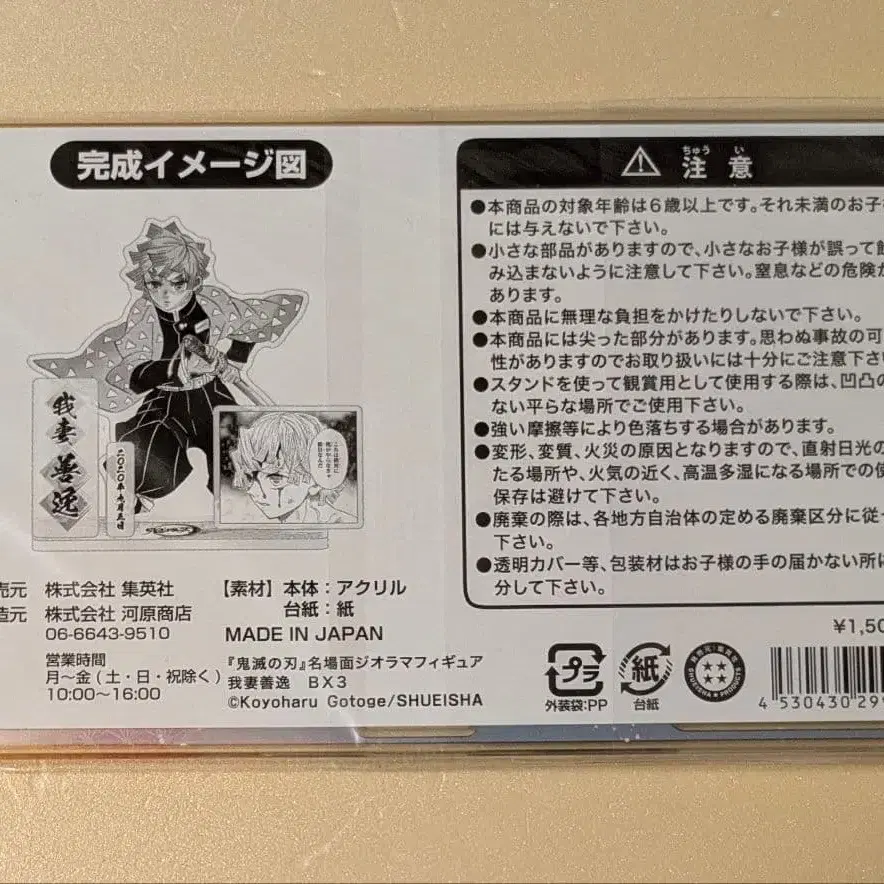 完成イメージ図
我妻 善逸
二〇二〇年九月三日
ちゅう い
注 意
●本商品の対象年齢は6歳以上です。それ未満のお子
には与えないで下さい。
●小さな部品がありますので、小さなお子様が誤って飲
み込まないように注意して下さい。窒息などの危険が
あります。
●本商品に無理な負担をかけたりしないで下さい。
●本商品には尖った部分があります。思わぬ事故の可
性がありますのでお取り扱いには十分にご注意下さ
●スタンドを使って観賞用として使用する際は、凹凸の
ない平らな場所でご使用下さい。
●強い摩擦等により色落ちする場合があります。
●変形、変質、火災の原因となりますので、直射日光の
たる場所や、火気の近く、高温多湿になる場所での使
保存は避けて下さい。
●廃棄の際は、各地方自治体の定める廃棄区分に従っ
下さい。
●透明カバー等、包装材はお子様の手の届かない所に
分して下さい。
売元 株式会社 集英社
造元 株式会社 河原商店
06-6643-9510
営業時間
月〜金(土・日・祝除く)
10:00〜16:00
【素材】本体：アクリル
台紙：紙
MADE IN JAPAN
『鬼滅の刃』名場面ジオラマフィギュア
我妻善逸 BX3
©Koyoharu Gotoge/SHUEISHA
プラ
外装袋:PP
紙
台紙
SHUEISHA PRODUCTS
¥1,50
4 530430 29